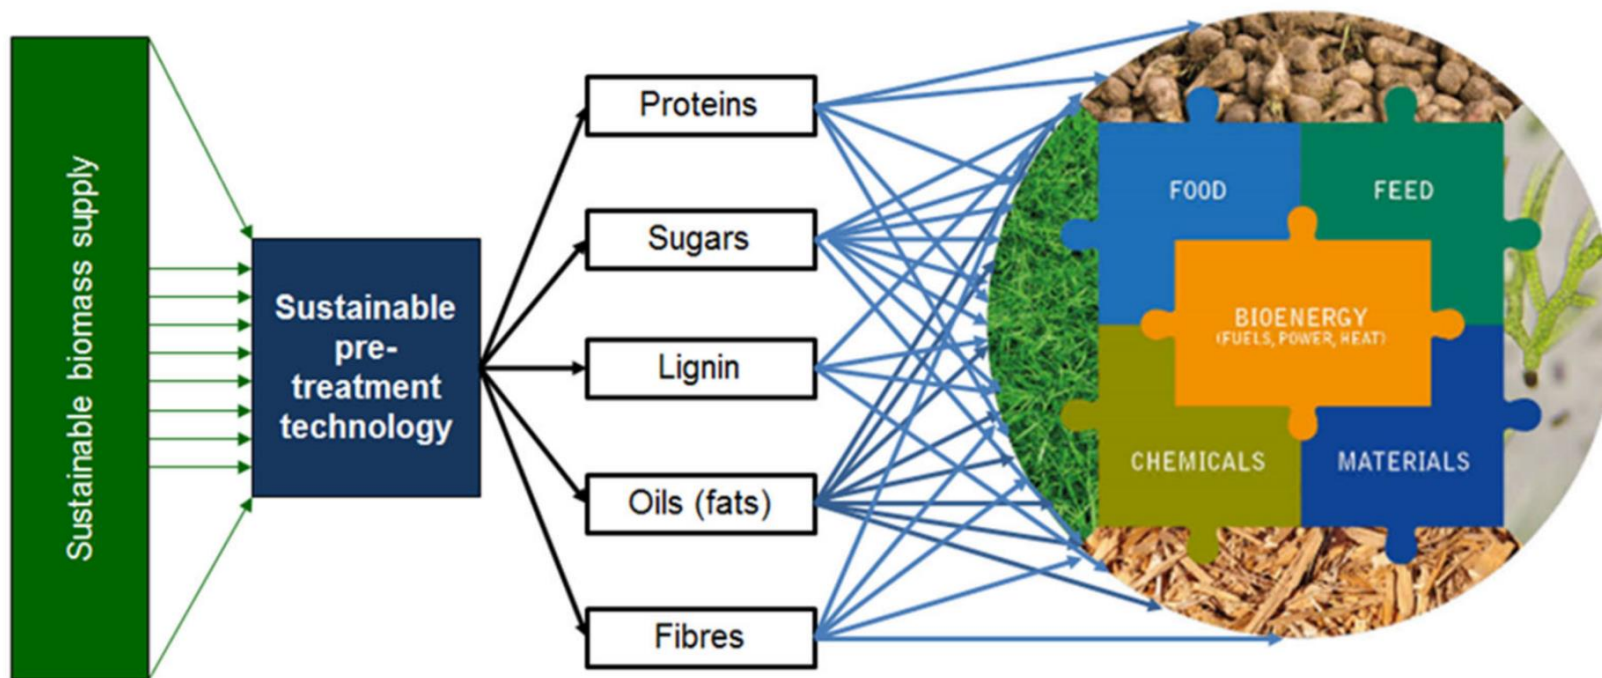 Sustainable biomass supply
Sustainable
pre-
treatment
technology
Proteins
Sugars
Lignin
Oils (fats)
Fibres
FOOD
FEED
BIOENERGY
(FUELS, POWER, HEAT)
CHEMICALS
MATERIALS